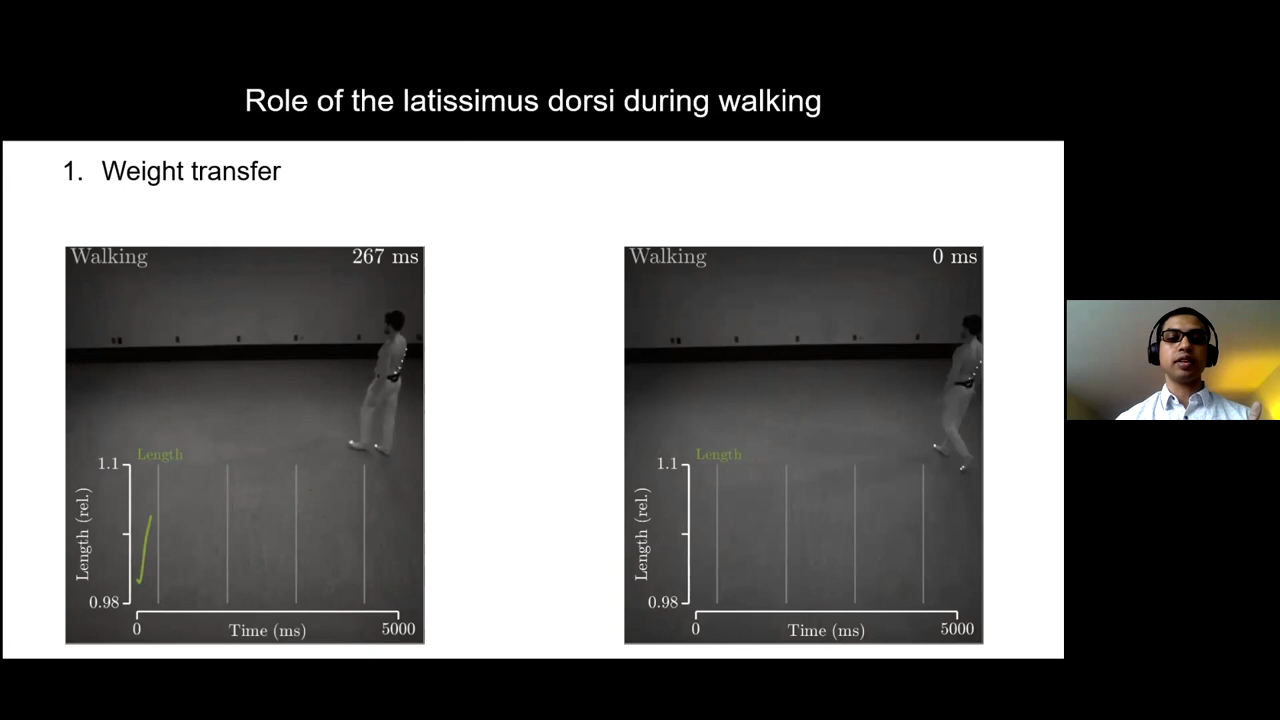 Role of the latissimus dorsi during walking
1. Weight transfer
Walking 267 ms
Length
1.1
Length (rel.)
0.98
0 Time (ms) 5000
Walking 0 ms
Length
1.1
Length (rel.)
0.98
0 Time (ms) 5000